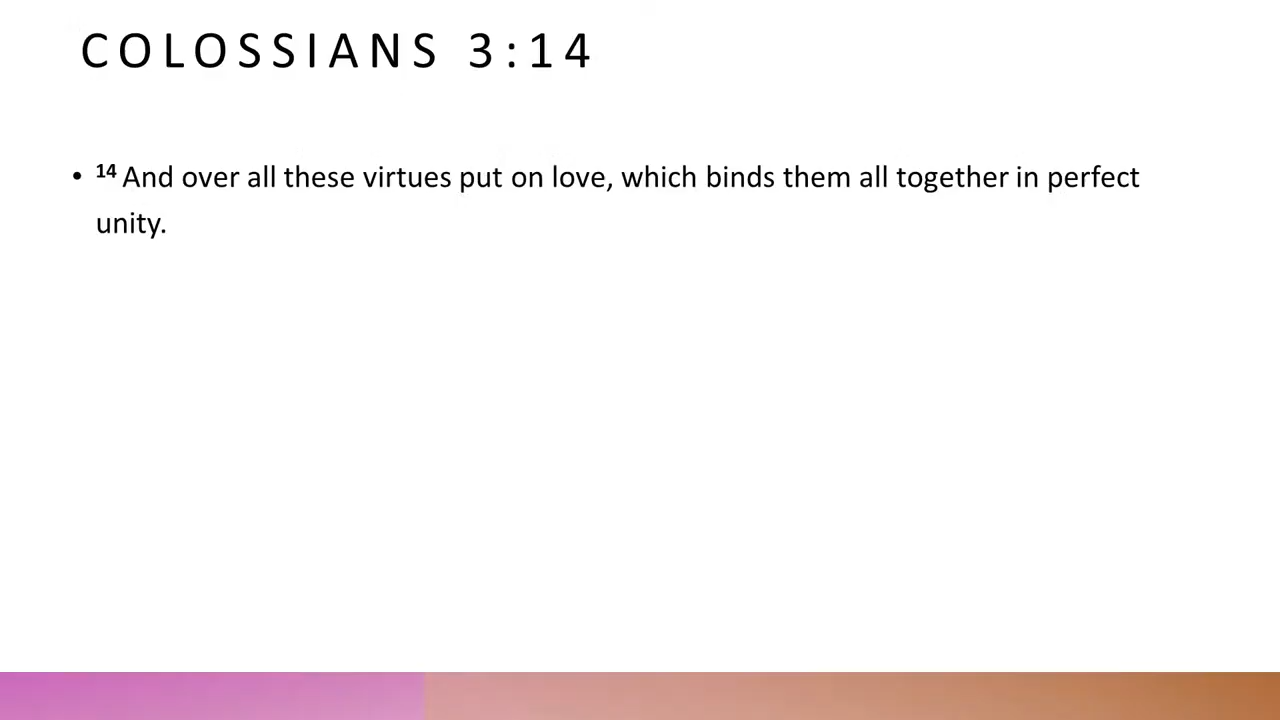 COLOSSIANS 3:14
• 14 And over all these virtues put on love, which binds them all together in perfect
unity.